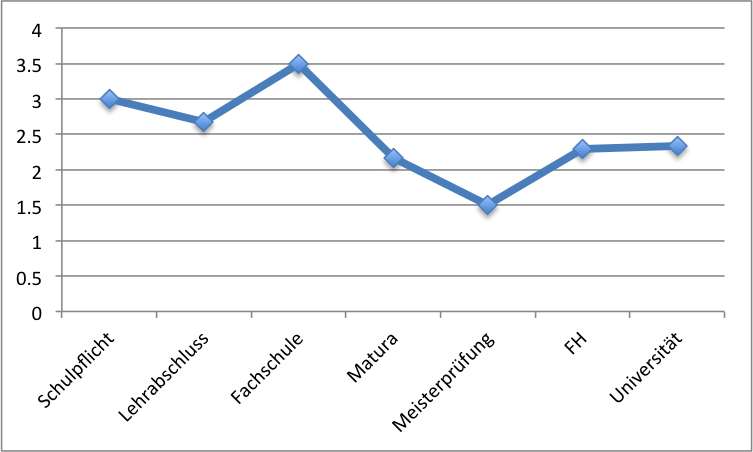 4
3.5
3
2.5
2
1.5
1
0.5
0
Schulpflicht
Lehrabschluss
Fachschule
Matura
Meisterprüfung
FH
Universität